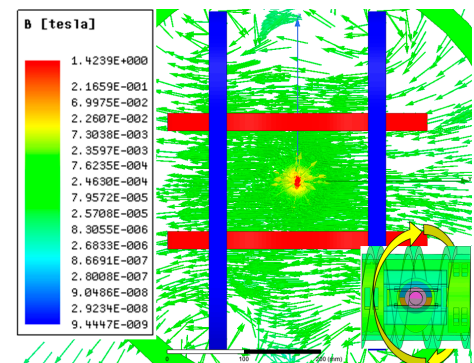 B [tesla]
1.4239E+000
2.1659E-001
6.9975E-002
2.2607E-002
7.3038E-003
2.3597E-003
7.6235E-004
2.4630E-004
7.9572E-005
2.5708E-005
8.3055E-006
2.6833E-006
8.6691E-007
2.8008E-007
9.0486E-008
2.9234E-008
9.4447E-009
0 100 200 (mm)